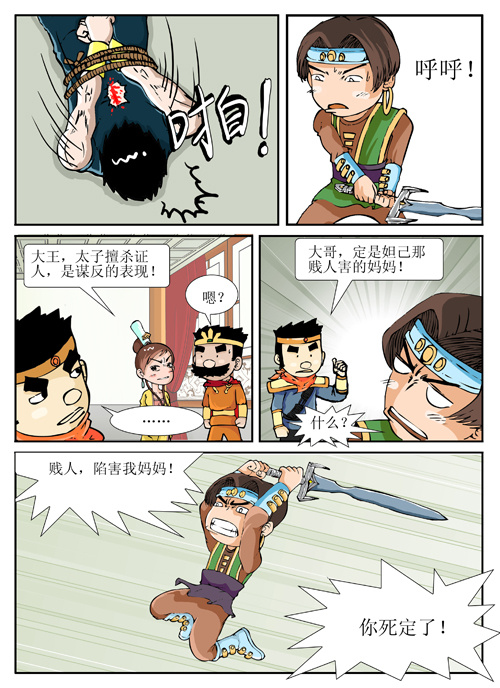 啪！
呼呼！
大王，太子擅杀证
人，是谋反的表现！
嗯？
……
大哥，定是妲己那
贱人害的妈妈！
什么？
贱人，陷害我妈妈！
你死定了！